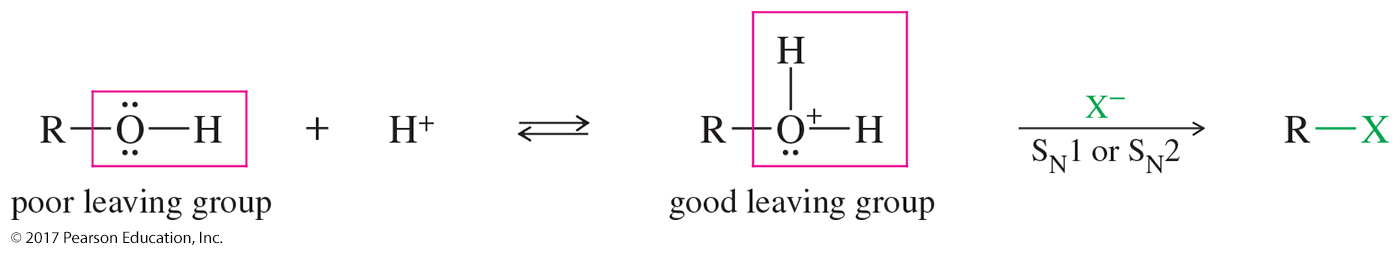 R—Ö—H + H⁺ ⇌ R—O⁺—H X⁻ R—X
H
S_N1 or S_N2
poor leaving group good leaving group
© 2017 Pearson Education, Inc.